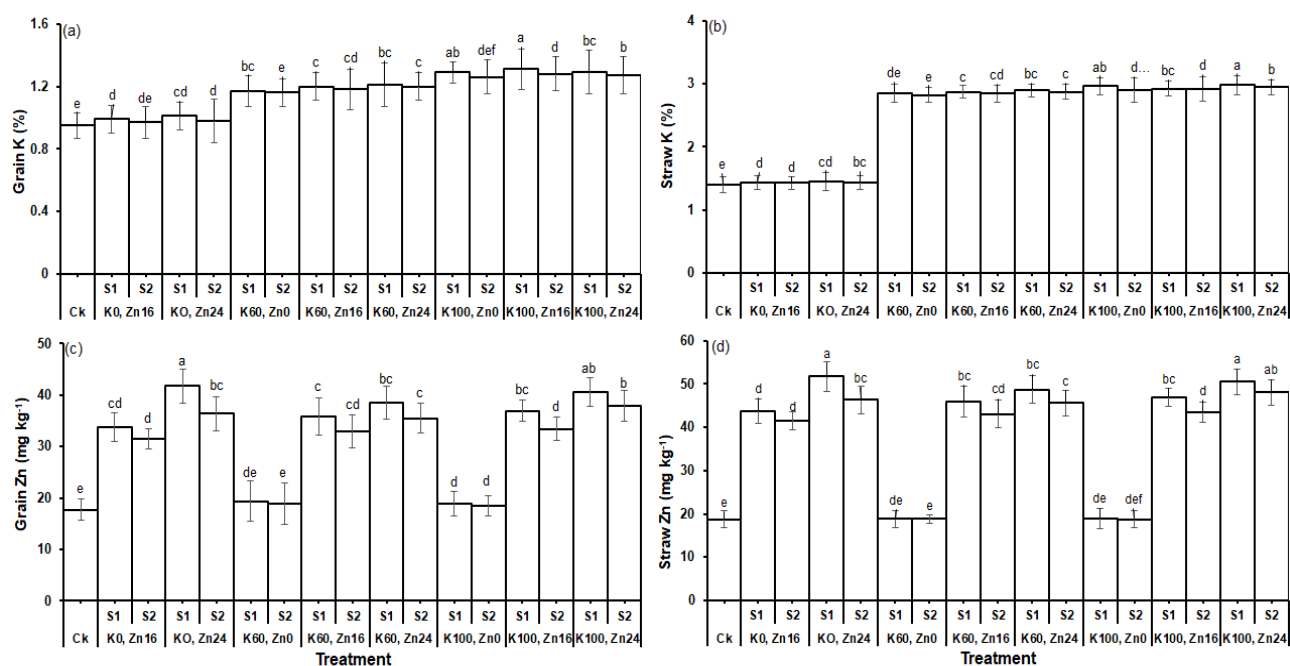 (a)
Grain K (%)
1.6
1.2
0.8
0.4
0
e d de cd d bc e c cd bc c ab def a d bc b
S1 S2 S1 S2 S1 S2 S1 S2 S1 S2 S1 S2 S1 S2 S1 S2
Ck K0, Zn16 KO, Zn24 K60, Zn0 K60, Zn16 K60, Zn24 K100, Zn0 K100, Zn16 K100, Zn24
(b)
Straw K (%)
4
3
2
1
0
e d d cd bc de e c cd bc c ab d... bc d a b
S1 S2 S1 S2 S1 S2 S1 S2 S1 S2 S1 S2 S1 S2 S1 S2
Ck K0, Zn16 KO, Zn24 K60, Zn0 K60, Zn16 K60, Zn24 K100, Zn0 K100, Zn16 K100, Zn24
(c)
Grain Zn (mg kg-1)
50
40
30
20
10
0
e cd d a bc de e c cd bc c d d bc d ab b
S1 S2 S1 S2 S1 S2 S1 S2 S1 S2 S1 S2 S1 S2 S1 S2
Ck K0, Zn16 KO, Zn24 K60, Zn0 K60, Zn16 K60, Zn24 K100, Zn0 K100, Zn16 K100, Zn24
Treatment
(d)
Straw Zn (mg kg-1)
60
50
40
30
20
10
0
e d d a bc de e bc cd bc c de def bc d a ab
S1 S2 S1 S2 S1 S2 S1 S2 S1 S2 S1 S2 S1 S2 S1 S2
Ck K0, Zn16 KO, Zn24 K60, Zn0 K60, Zn16 K60, Zn24 K100, Zn0 K100, Zn16 K100, Zn24
Treatment